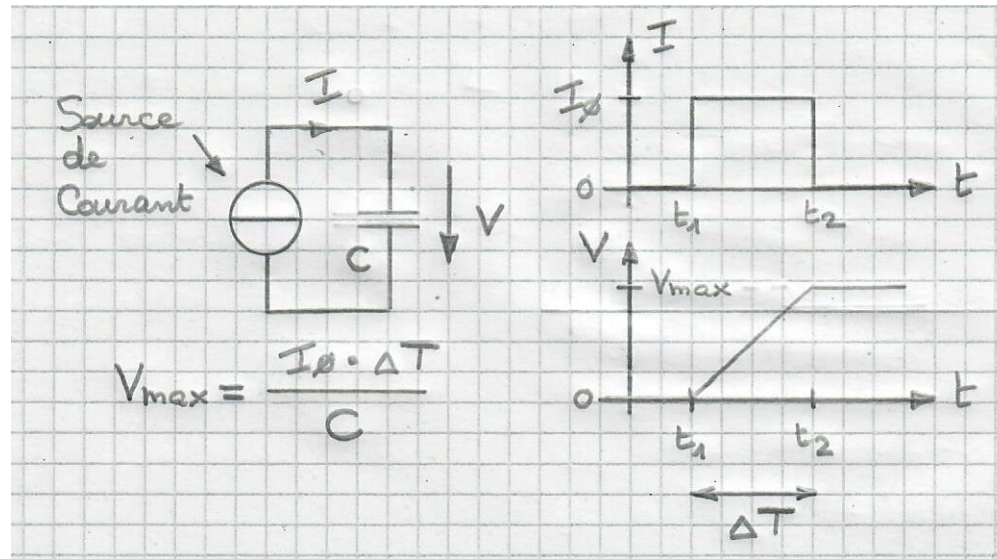 Source
de
Courant
I
C
V
Vmax = IØ · ΔT / C
I
IØ
0
t1
t2
t
V
Vmax
0
t1
t2
t
ΔT